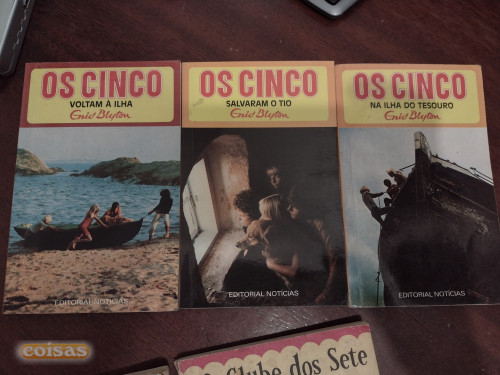 OS CINCO
VOLTAM À ILHA
Enid Blyton
EDITORIAL NOTÍCIAS
OS CINCO
SALVARAM O TIO
Enid Blyton
EDITORIAL NOTÍCIAS
OS CINCO
NA ILHA DO TESOURO
Enid Blyton
EDITORIAL NOTÍCIAS
Clube dos Sete
coisas